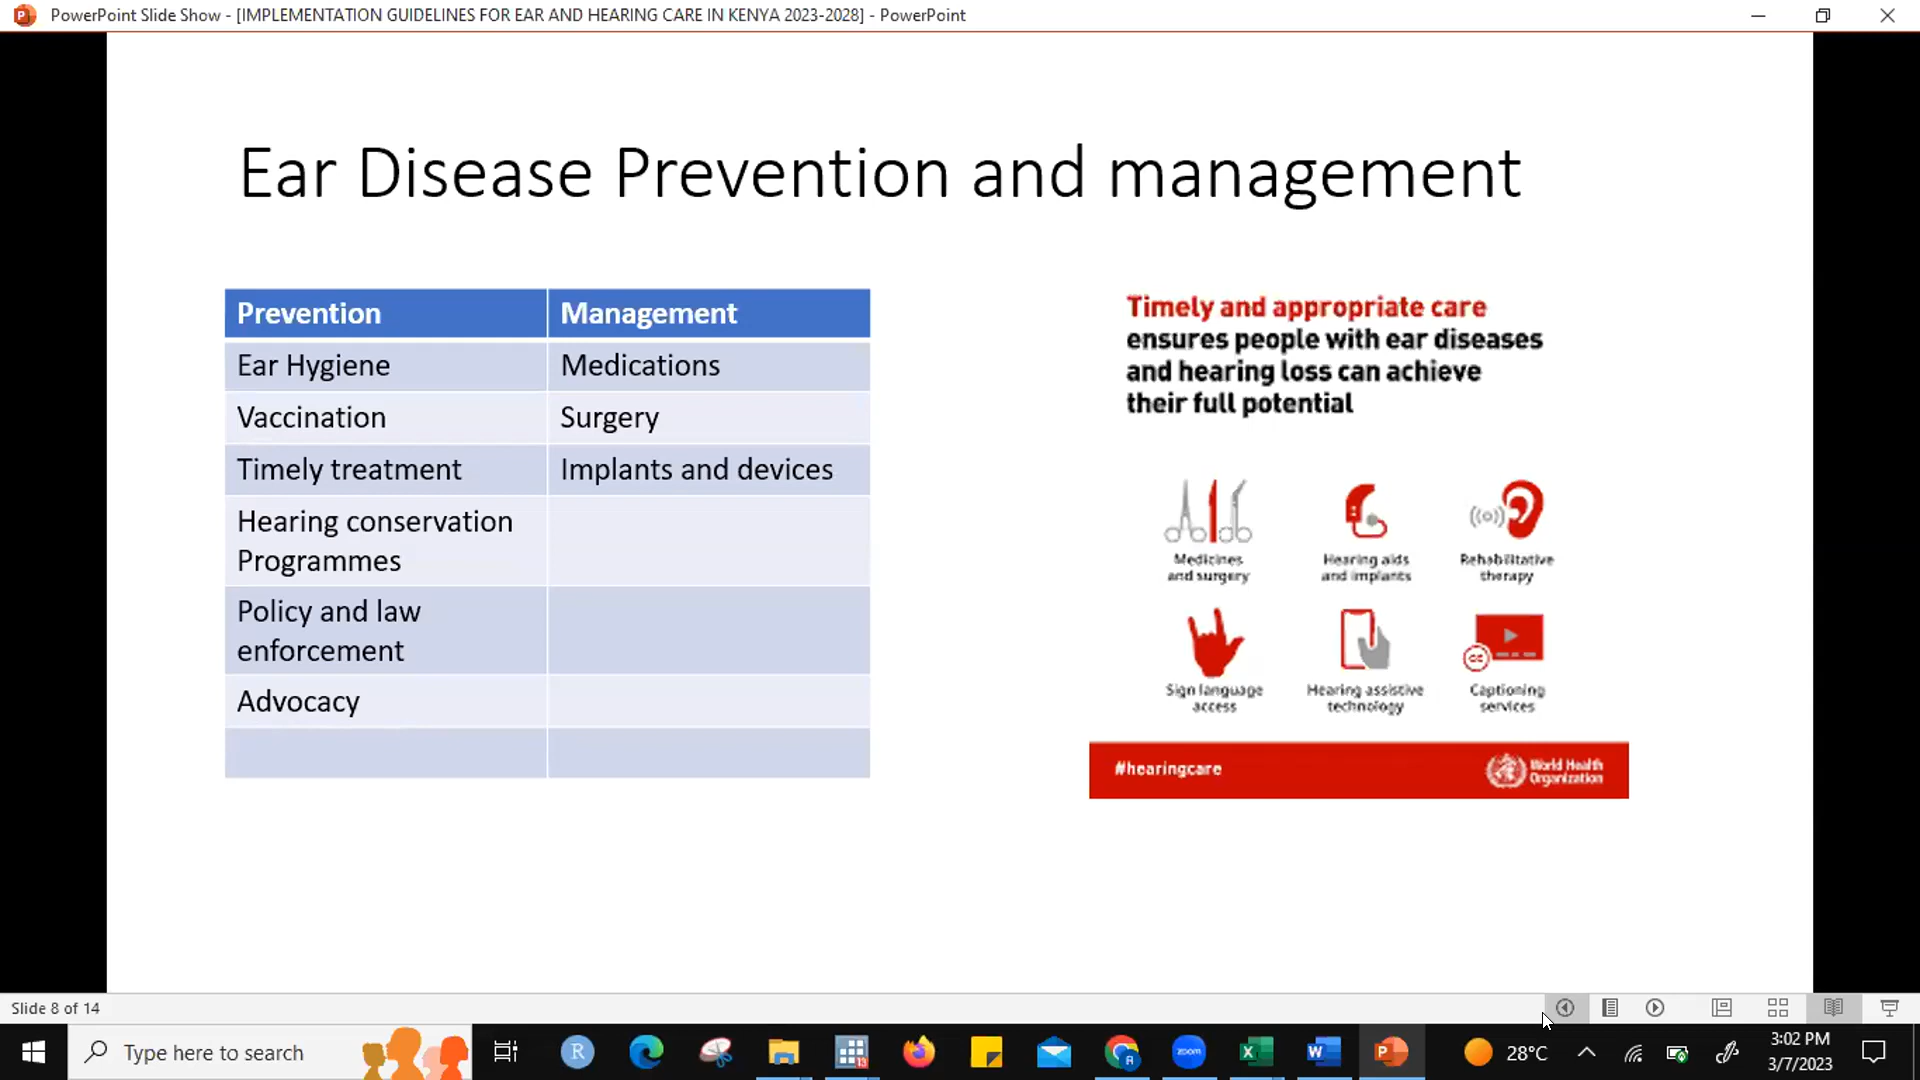 PowerPoint Slide Show - [IMPLEMENTATION GUIDELINES FOR EAR AND HEARING CARE IN KENYA 2023-2028] - PowerPoint
Ear Disease Prevention and management
Prevention Management
Ear Hygiene Medications
Vaccination Surgery
Timely treatment Implants and devices
Hearing conservation
Programmes
Policy and law
enforcement
Advocacy
Timely and appropriate care
ensures people with ear diseases
and hearing loss can achieve
their full potential
Medicines
and surgery
Hearing aids
and implants
Rehabilitative
therapy
Sign language
access
Hearing assistive
technology
Captioning
services
CC
#hearingcare
World Health
Organization
Slide 8 of 14
Type here to search
R
13
R
zoom
X
W
P
28°C
3:02 PM
3/7/2023